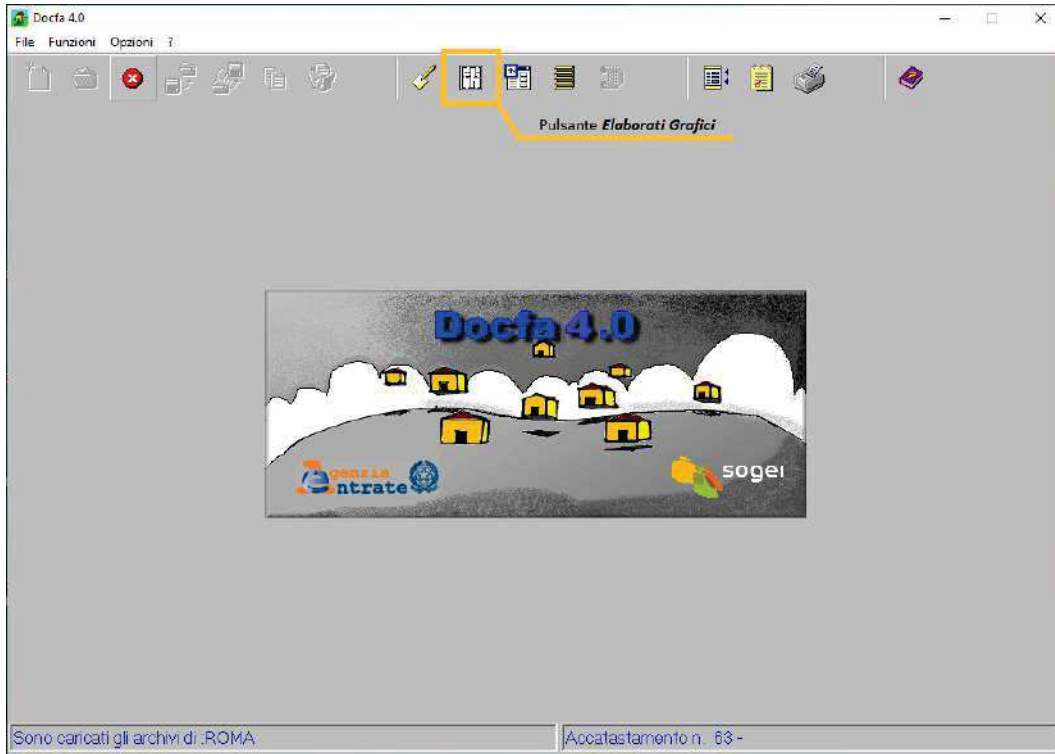 Docfa 4.0
File Funzioni Opzioni ?
Pulsante Elaborati Grafici
Docfa 4.0
Agenzia
Entrate
sogei
Sono caricati gli archivi di :ROMA
Accatastamento n. 63 -